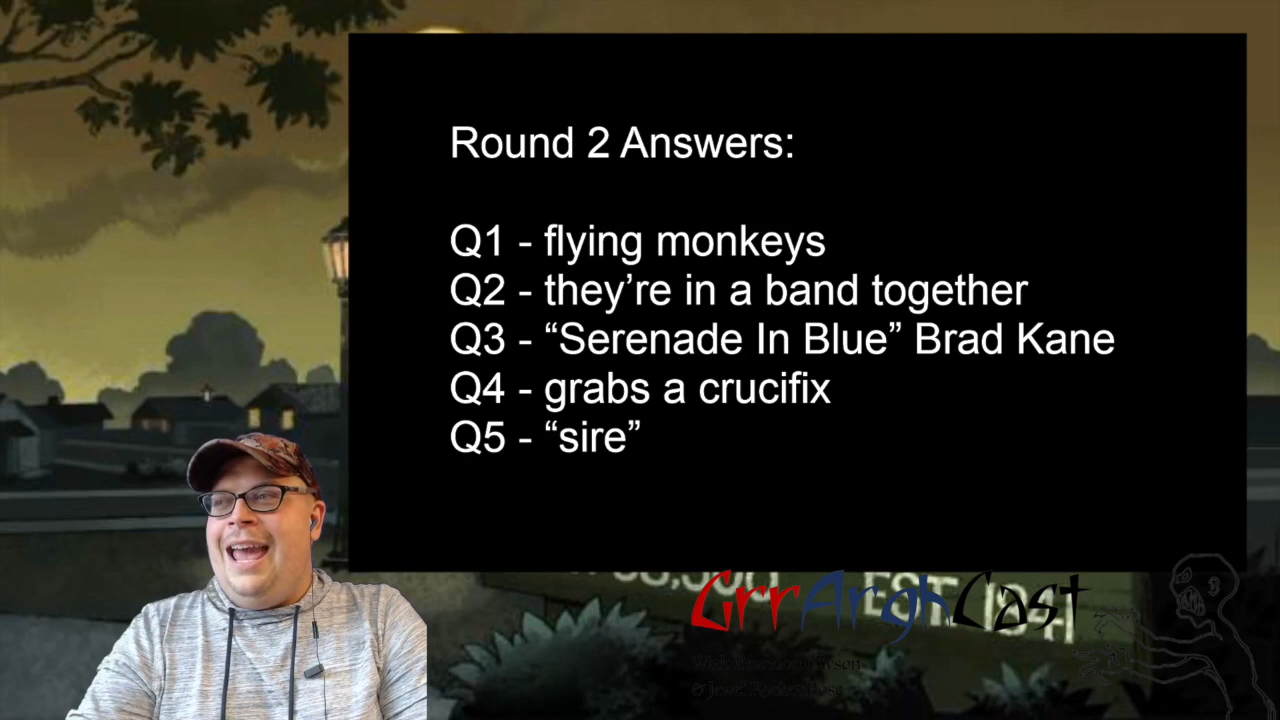 Round 2 Answers:
Q1 - flying monkeys
Q2 - they’re in a band together
Q3 - “Serenade In Blue” Brad Kane
Q4 - grabs a crucifix
Q5 - “sire”
EST
GrrArghCast